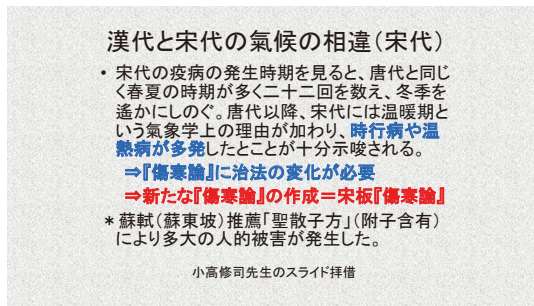 漢代と宋代の氣候の相違（宋代）
• 宋代の疫病の発生時期を見ると、唐代と同じ
く春夏の時期が多く二十二回を数え、冬季を
遙かにしのぐ。唐代以降、宋代には温暖期と
いう氣象学上の理由が加わり、時行病や温
熱病が多発したとことが十分示唆される。
⇒『傷寒論』に治法の変化が必要
⇒新たな『傷寒論』の作成＝宋板『傷寒論』
＊蘇軾（蘇東坡）推薦「聖散子方」（附子含有）
により多大の人的被害が発生した。
小高修司先生のスライド拝借